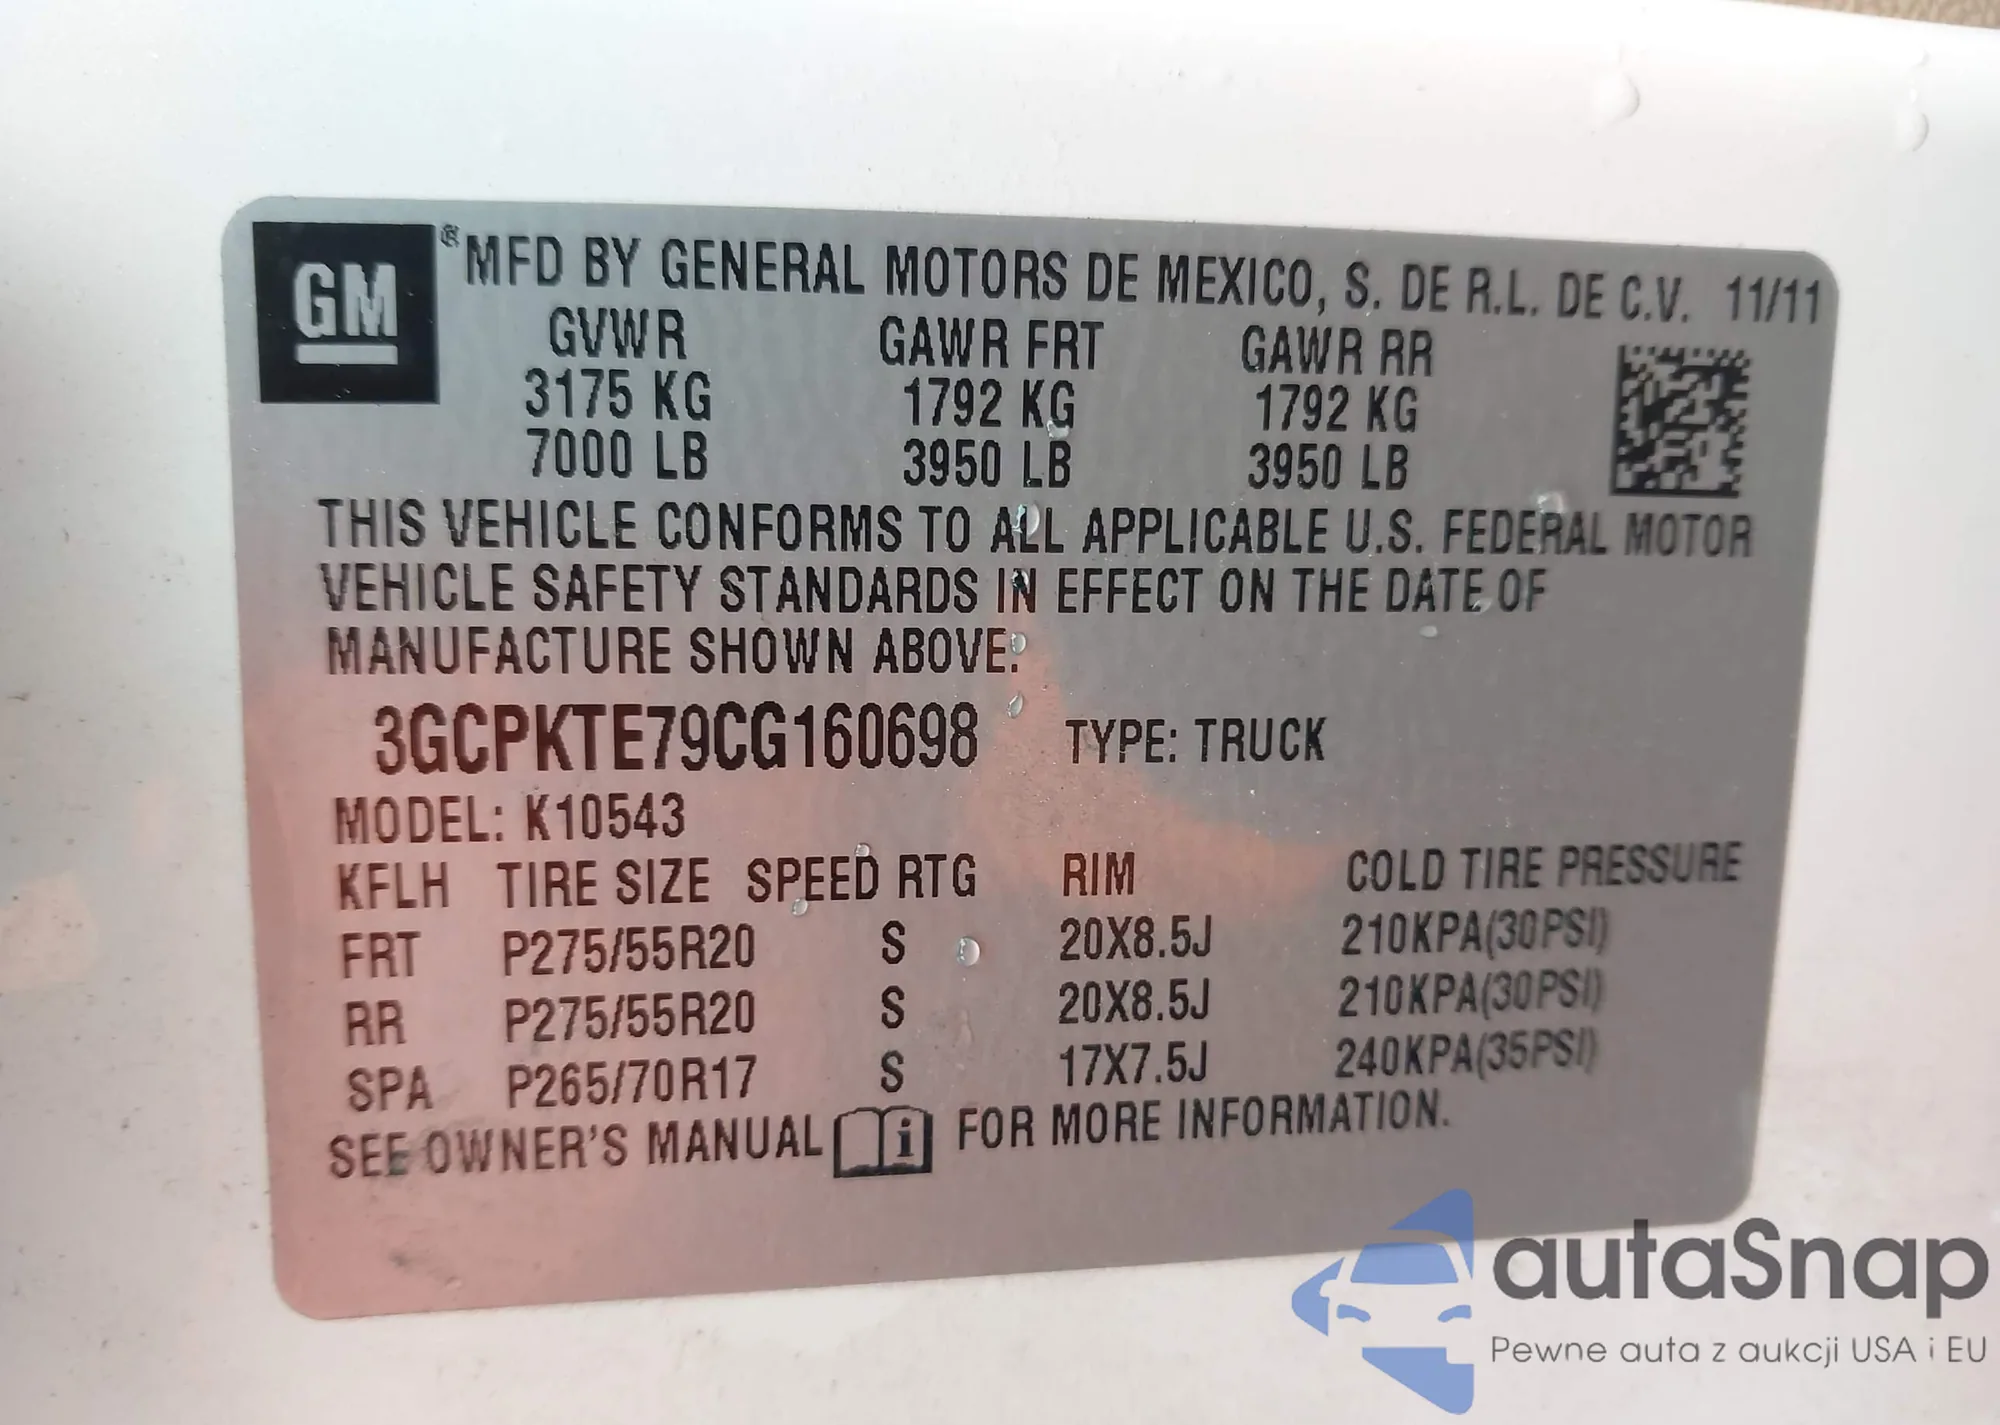 GM
® MFD BY GENERAL MOTORS DE MEXICO, S. DE R.L. DE C.V. 11/11
GVWR GAWR FRT GAWR RR
3175 KG 1792 KG 1792 KG
7000 LB 3950 LB 3950 LB
THIS VEHICLE CONFORMS TO ALL APPLICABLE U.S. FEDERAL MOTOR
VEHICLE SAFETY STANDARDS IN EFFECT ON THE DATE OF
MANUFACTURE SHOWN ABOVE.
3GCPKTE79CG160698 TYPE: TRUCK
MODEL: K10543
KFLH TIRE SIZE SPEED RTG RIM COLD TIRE PRESSURE
FRT P275/55R20 S 20X8.5J 210KPA(30PSI)
RR P275/55R20 S 20X8.5J 210KPA(30PSI)
SPA P265/70R17 S 17X7.5J 240KPA(35PSI)
SEE OWNER'S MANUAL i FOR MORE INFORMATION.
autaSnap
Pewne auta z aukcji USA i EU